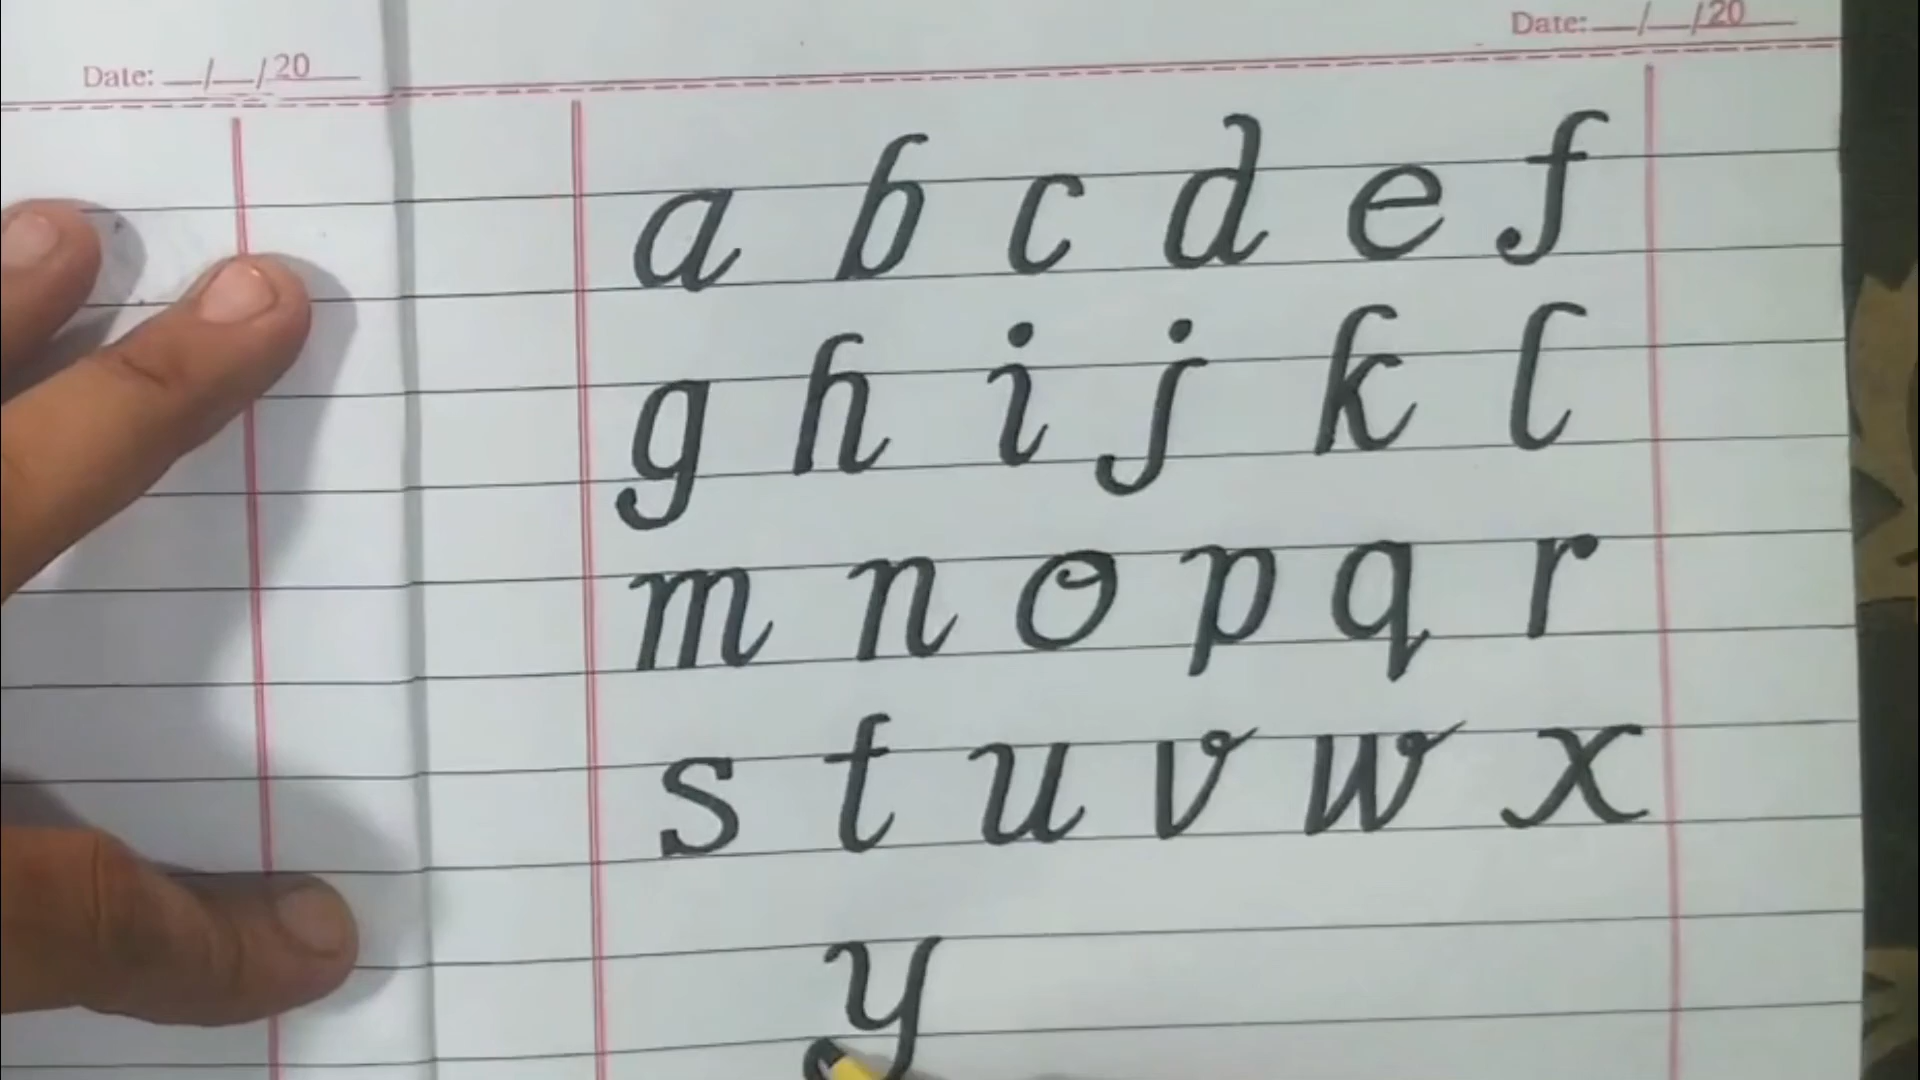 Date: __/__/20
Date: __/__/20
a b c d e f
g h i j k l
m n o p q r
s t u v w x
y